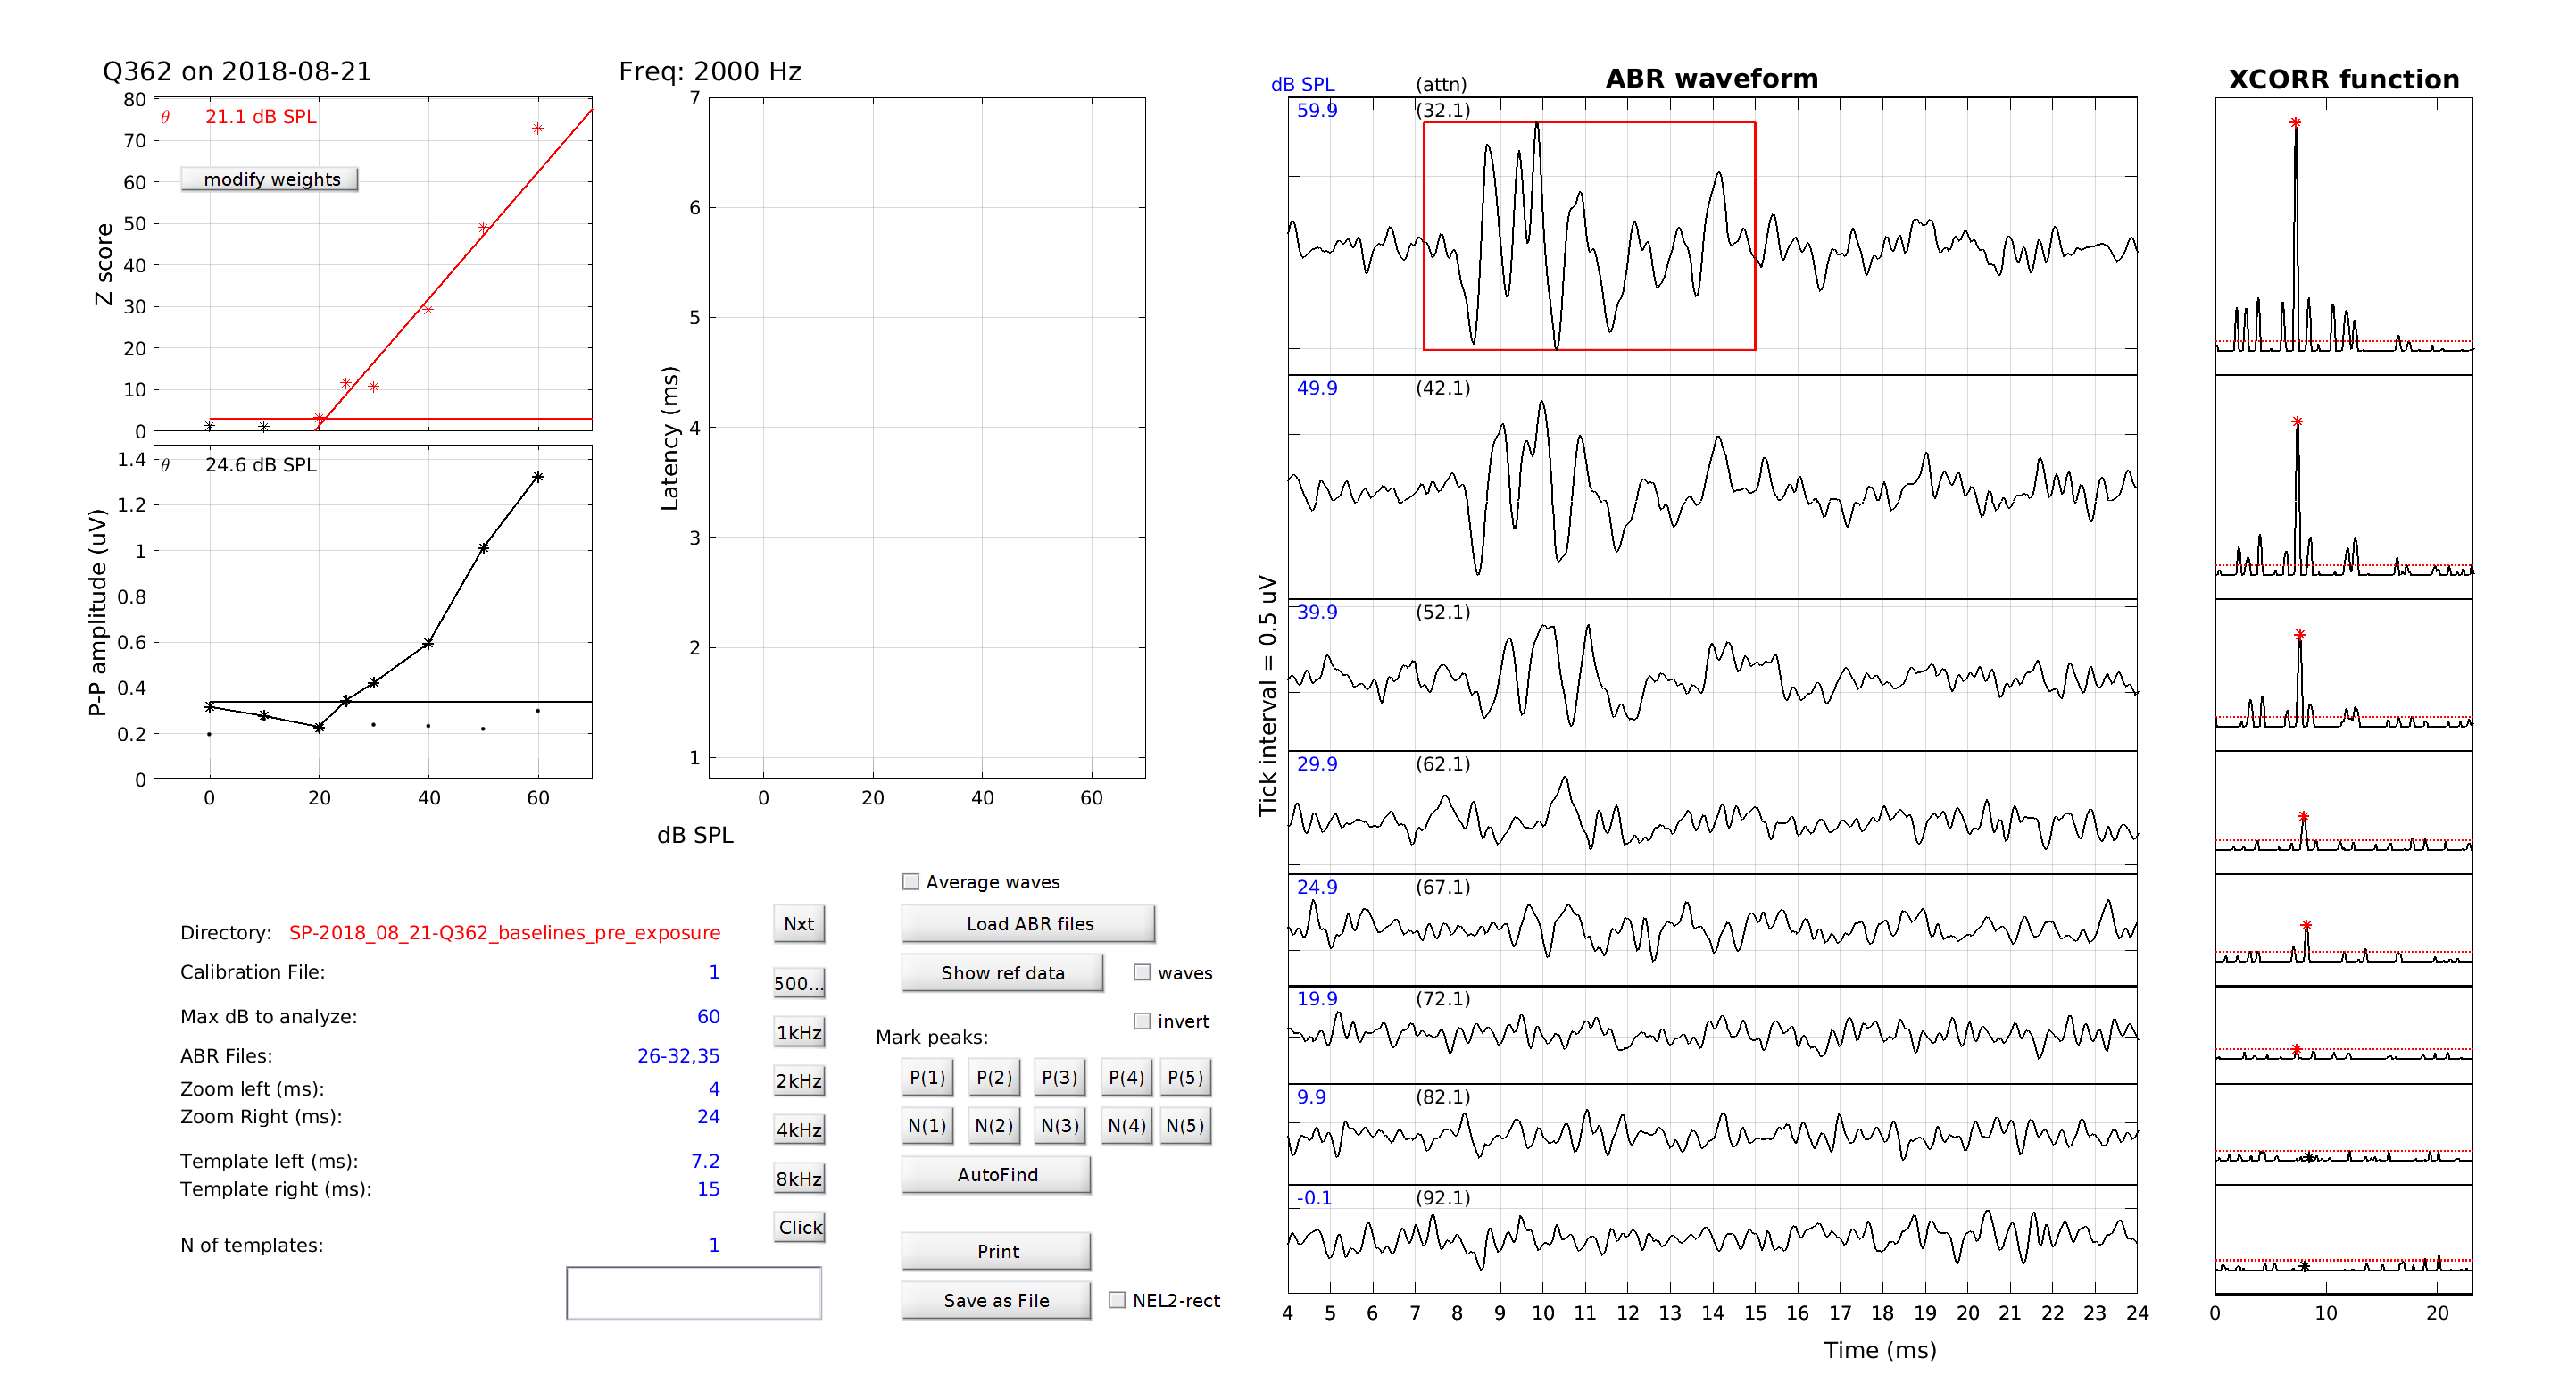 Q362 on 2018-08-21
80
70
60
50
40
30
20
10
0
Z score
θ 21.1 dB SPL
modify weights
1.4
1.2
1
0.8
0.6
0.4
0.2
0
P-P amplitude (uV)
θ 24.6 dB SPL
0 20 40 60
Freq: 2000 Hz
7
6
5
4
3
2
1
Latency (ms)
0 20 40 60
dB SPL
Directory: SP-2018_08_21-Q362_baselines_pre_exposure
Calibration File: 1
Max dB to analyze: 60
ABR Files: 26-32,35
Zoom left (ms): 4
Zoom Right (ms): 24
Template left (ms): 7.2
Template right (ms): 15
N of templates: 1
Nxt
500...
1kHz
2kHz
4kHz
8kHz
Click
Average waves
Load ABR files
Show ref data
waves
invert
Mark peaks:
P(1) P(2) P(3) P(4) P(5)
N(1) N(2) N(3) N(4) N(5)
AutoFind
Print
Save as File
NEL2-rect
ABR waveform
dB SPL (attn)
59.9 (32.1)
49.9 (42.1)
39.9 (52.1)
29.9 (62.1)
24.9 (67.1)
19.9 (72.1)
9.9 (82.1)
-0.1 (92.1)
Tick interval = 0.5 uV
4 5 6 7 8 9 10 11 12 13 14 15 16 17 18 19 20 21 22 23 24
Time (ms)
XCORR function
0 10 20